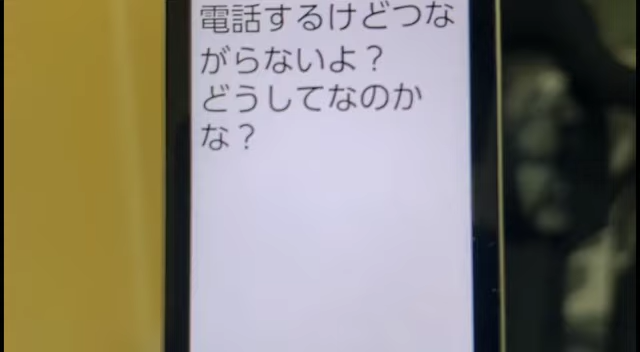 電話するけどつな
がらないよ？
どうしてなのか
な？